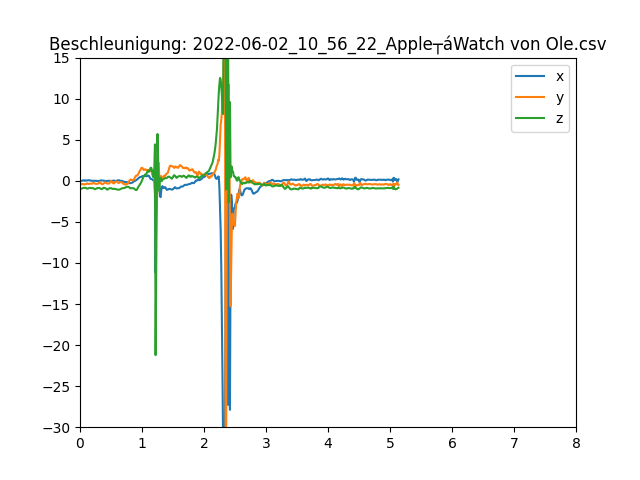 Beschleunigung: 2022-06-02_10_56_22_Apple┬áWatch von Ole.csv
15
10
5
0
−5
−10
−15
−20
−25
−30
0 1 2 3 4 5 6 7 8
x
y
z